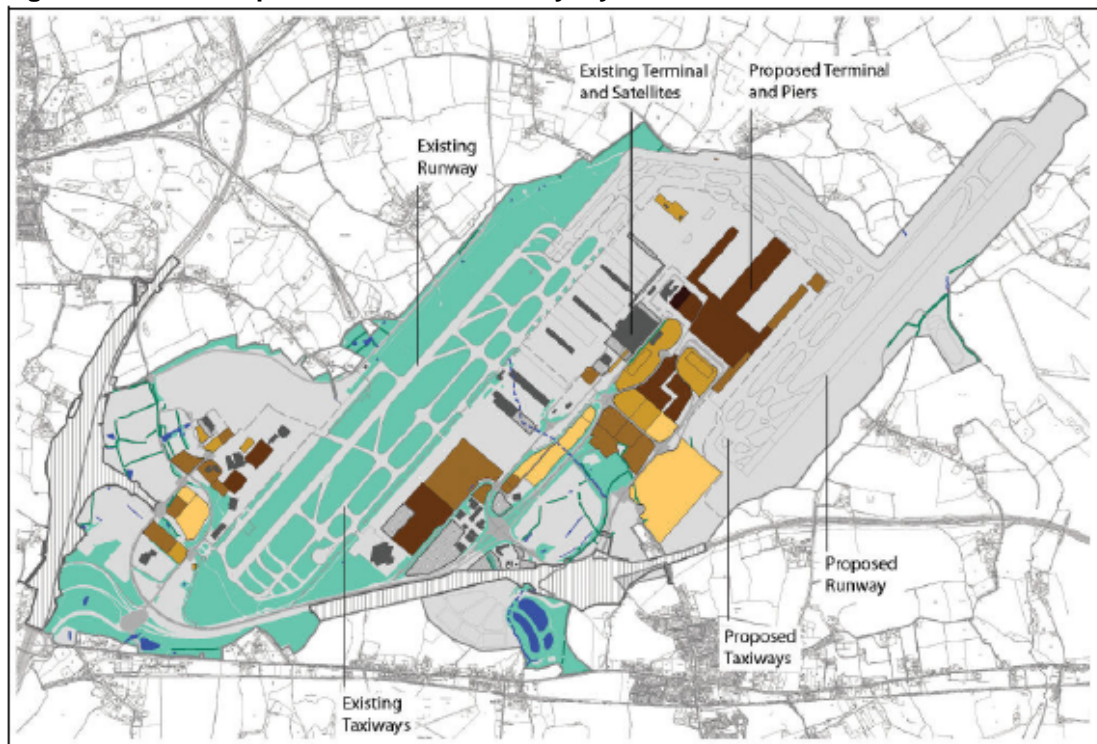 Existing Terminal
and Satellites
Proposed Terminal
and Piers
Existing
Runway
Proposed
Runway
Proposed
Taxiways
Existing
Taxiways